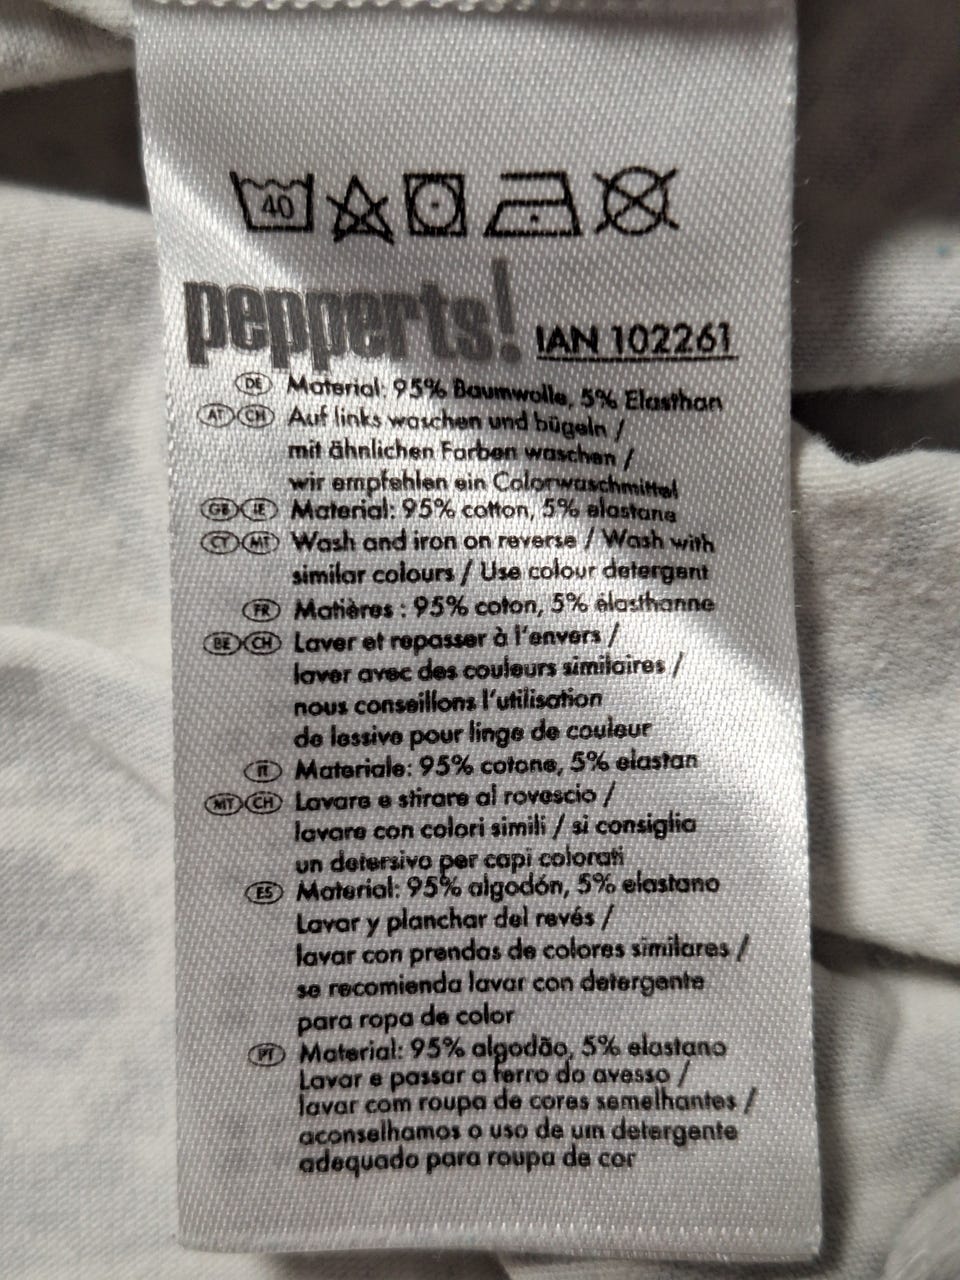 40
pepperts! IAN 102261
DE Material: 95% Baumwolle, 5% Elasthan
AT CH Auf links waschen und bügeln /
mit ähnlichen Farben waschen /
wir empfehlen ein Colorwaschmittel
GB IE Material: 95% cotton, 5% elastane
CY MT Wash and iron on reverse / Wash with
similar colours / Use colour detergent
FR Matières : 95% coton, 5% élasthanne
BE CH Laver et repasser à l'envers /
laver avec des couleurs similaires /
nous conseillons l'utilisation
de lessive pour linge de couleur
IT Materiale: 95% cotone, 5% elastan
MT CH Lavare e stirare al rovescio /
lavare con colori simili / si consiglia
un detersivo per capi colorati
ES Material: 95% algodón, 5% elastano
Lavar y planchar del revés /
lavar con prendas de colores similares /
se recomienda lavar con detergente
para ropa de color
PT Material: 95% algodão, 5% elastano
Lavar e passar a ferro do avesso /
lavar com roupa de cores semelhantes /
aconselhamos o uso de um detergente
adequado para roupa de cor